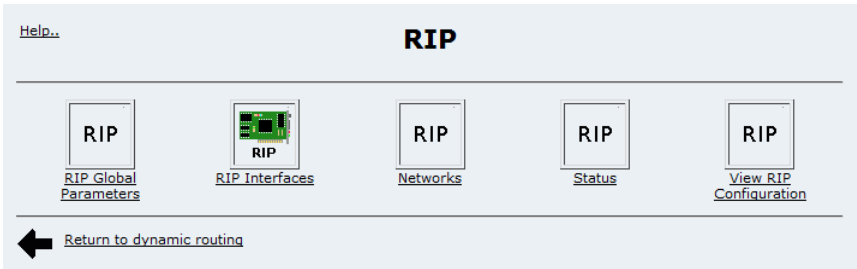 Help..
RIP
RIP RIP RIP RIP RIP
RIP Global Parameters
RIP Interfaces
Networks
Status
View RIP Configuration
Return to dynamic routing